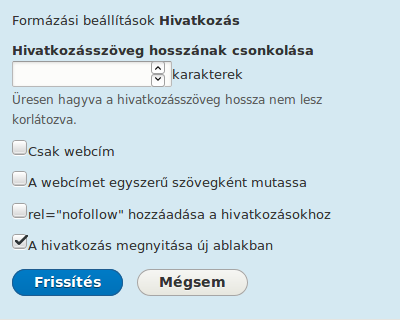 Formázási beállítások Hivatkozás
Hivatkozásszöveg hosszának csonkolása
karakterek
Üresen hagyva a hivatkozásszöveg hossza nem lesz
korlátozva.
Csak webcím
A webcímet egyszerű szövegként mutassa
rel="nofollow" hozzáadása a hivatkozásokhoz
A hivatkozás megnyitása új ablakban
Frissítés Mégsem